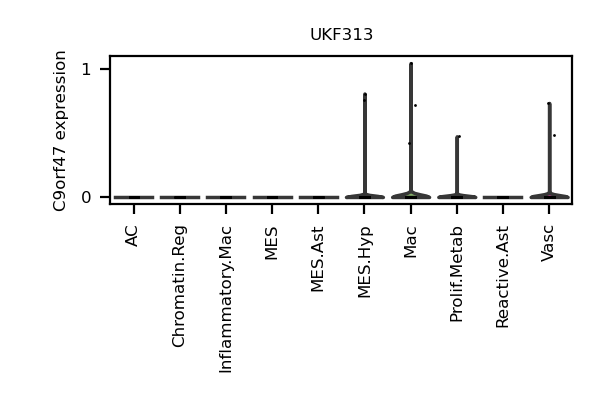 UKF313
C9orf47 expression
1
0
AC
Chromatin.Reg
Inflammatory.Mac
MES
MES.Ast
MES.Hyp
Mac
Prolif.Metab
Reactive.Ast
Vasc